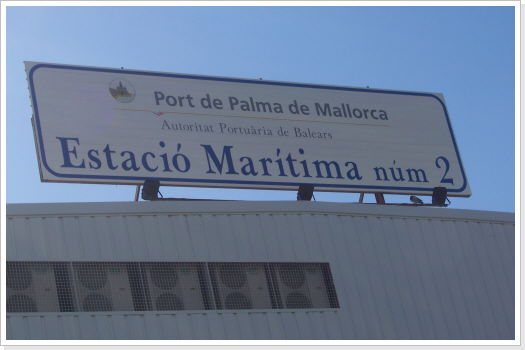 Port de Palma de Mallorca
Autoritat Portuària de Balears
Estació Marítima núm 2